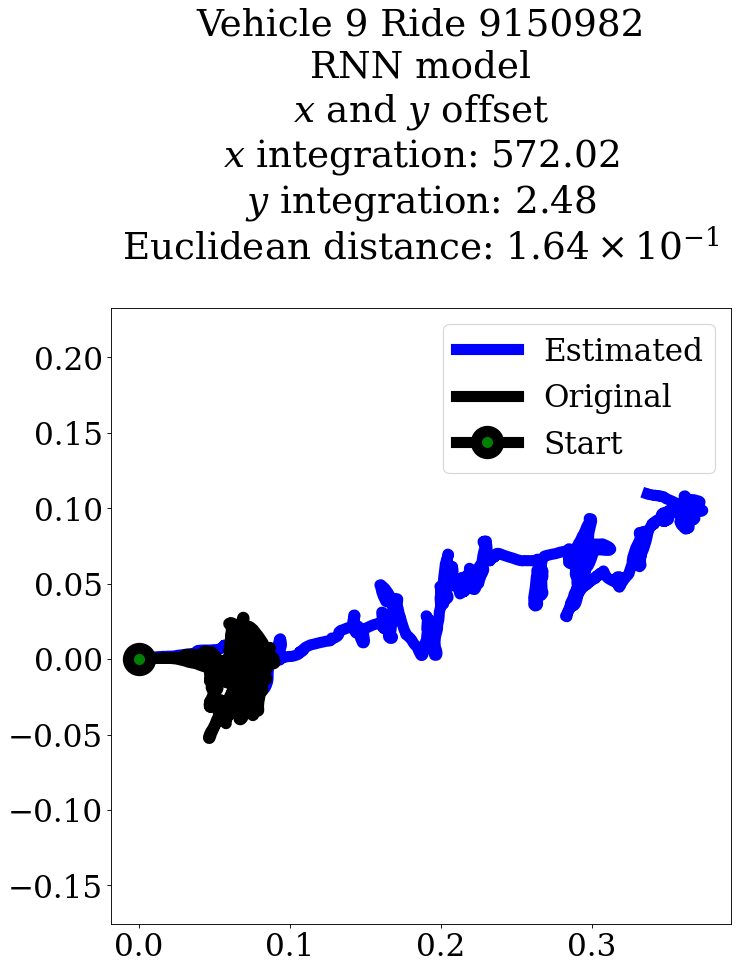 Vehicle 9 Ride 9150982
RNN model
x and y offset
x integration: 572.02
y integration: 2.48
Euclidean distance: 1.64 × 10⁻¹
Estimated
Original
Start
0.20
0.15
0.10
0.05
0.00
−0.05
−0.10
−0.15
0.0 0.1 0.2 0.3